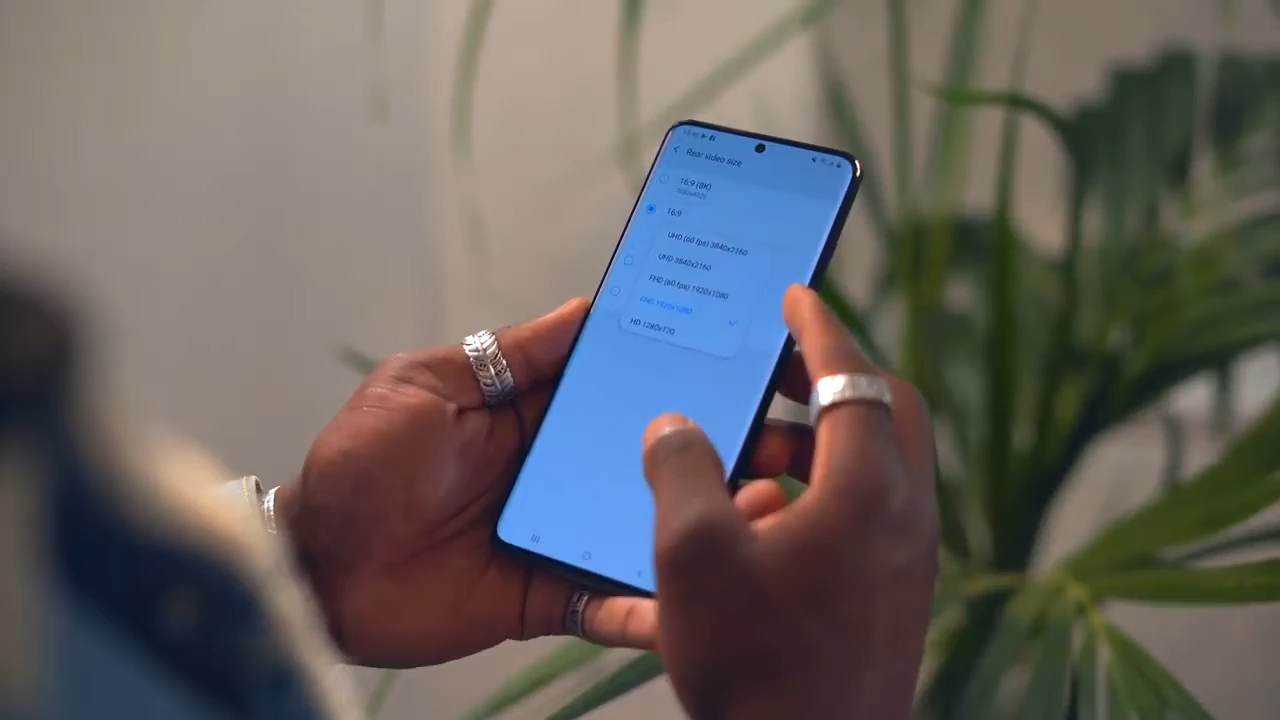 Rear video size
16:9 (8K)
16:9
UHD (60 fps) 3840x2160
UHD 3840x2160
FHD (60 fps) 1920x1080
FHD 1920x1080
HD 1280x720